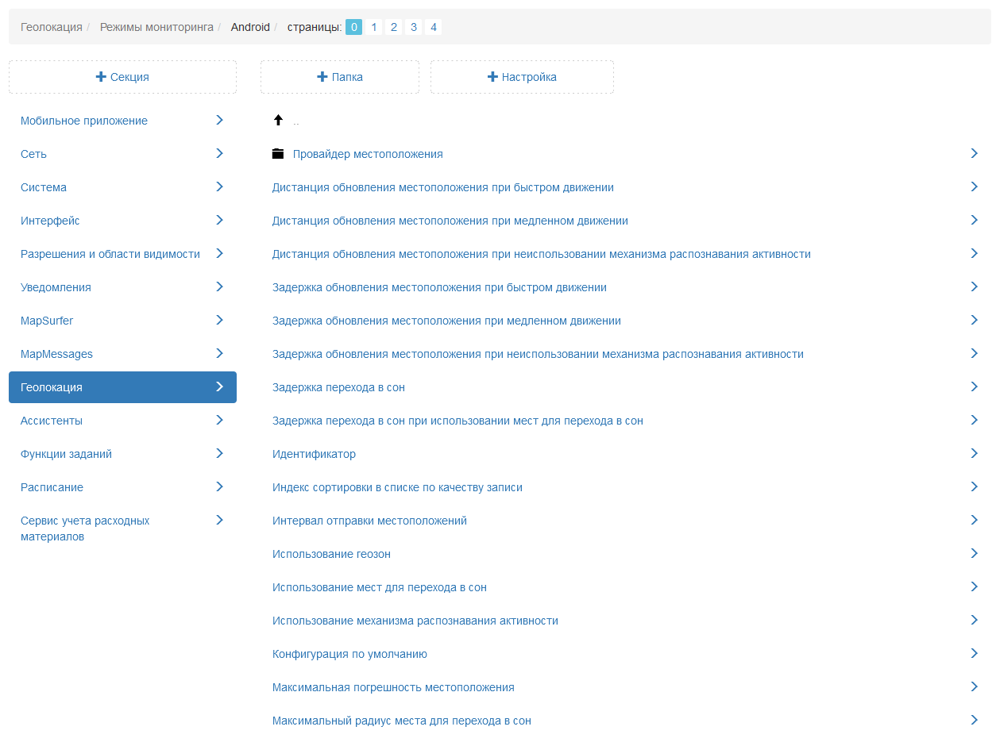 Геолокация / Режимы мониторинга / Android / страницы: 0 1 2 3 4
Секция
Папка
Настройка
Мобильное приложение
Сеть
Система
Интерфейс
Разрешения и области видимости
Уведомления
MapSurfer
MapMessages
Геолокация
Ассистенты
Функции заданий
Расписание
Сервис учета расходных
материалов
..
Провайдер местоположения
Дистанция обновления местоположения при быстром движении
Дистанция обновления местоположения при медленном движении
Дистанция обновления местоположения при неиспользовании механизма распознавания активности
Задержка обновления местоположения при быстром движении
Задержка обновления местоположения при медленном движении
Задержка обновления местоположения при неиспользовании механизма распознавания активности
Задержка перехода в сон
Задержка перехода в сон при использовании мест для перехода в сон
Идентификатор
Индекс сортировки в списке по качеству записи
Интервал отправки местоположений
Использование геозон
Использование мест для перехода в сон
Использование механизма распознавания активности
Конфигурация по умолчанию
Максимальная погрешность местоположения
Максимальный радиус места для перехода в сон